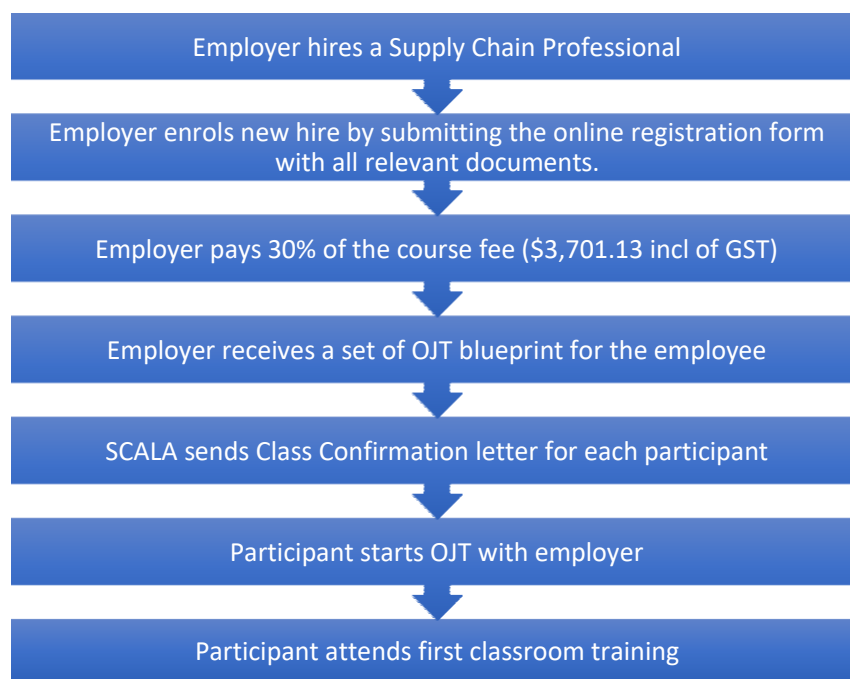 Employer hires a Supply Chain Professional
Employer enrols new hire by submitting the online registration form
with all relevant documents.
Employer pays 30% of the course fee ($3,701.13 incl of GST)
Employer receives a set of OJT blueprint for the employee
SCALA sends Class Confirmation letter for each participant
Participant starts OJT with employer
Participant attends first classroom training